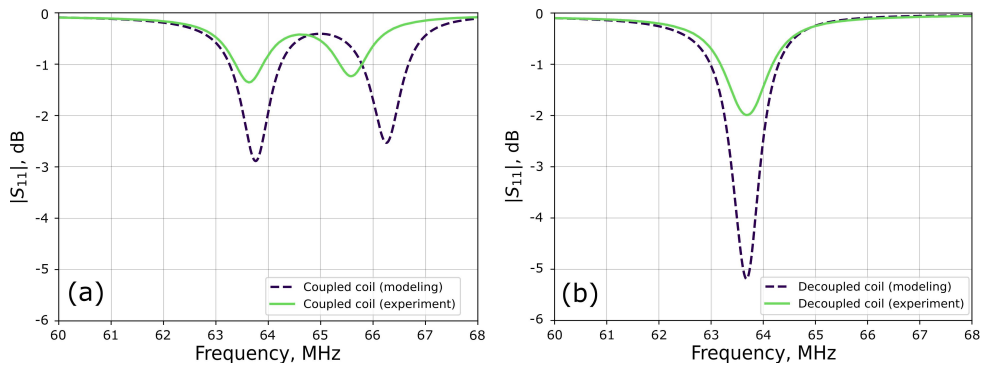 0
-1
-2
-3
-4
-5
-6
|S₁₁|, dB
60 61 62 63 64 65 66 67 68
Frequency, MHz
(a)
Coupled coil (modeling)
Coupled coil (experiment)
0
-1
-2
-3
-4
-5
-6
|S₁₁|, dB
60 61 62 63 64 65 66 67 68
Frequency, MHz
(b)
Decoupled coil (modeling)
Decoupled coil (experiment)